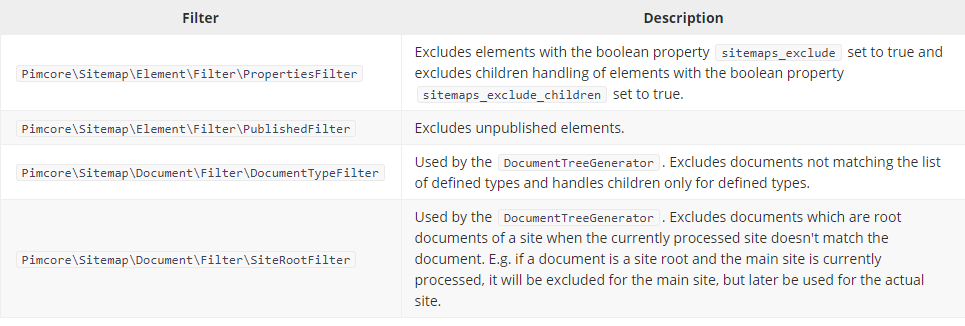 Filter Description
Pimcore\Sitemap\Element\Filter\PropertiesFilter
Excludes elements with the boolean property sitemaps_exclude set to true and
excludes children handling of elements with the boolean property
sitemaps_exclude_children set to true.
Pimcore\Sitemap\Element\Filter\PublishedFilter
Excludes unpublished elements.
Pimcore\Sitemap\Document\Filter\DocumentTypeFilter
Used by the DocumentTreeGenerator. Excludes documents not matching the list
of defined types and handles children only for defined types.
Pimcore\Sitemap\Document\Filter\SiteRootFilter
Used by the DocumentTreeGenerator. Excludes documents which are root
documents of a site when the currently processed site doesn't match the
document. E.g. if a document is a site root and the main site is currently
processed, it will be excluded for the main site, but later be used for the actual
site.